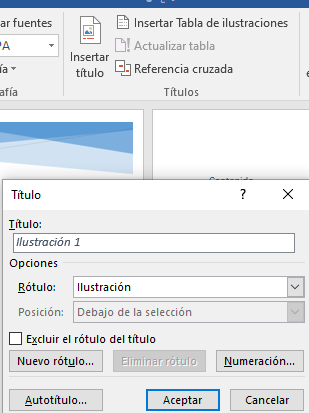 ar fuentes
PA
ía
afía
Insertar
título
Insertar Tabla de ilustraciones
Actualizar tabla
Referencia cruzada
Títulos
Contenido
Título
?
Título:
Ilustración 1
Opciones
Rótulo:
Ilustración
Posición:
Debajo de la selección
Excluir el rótulo del título
Nuevo rótulo...
Eliminar rótulo
Numeración...
Autotítulo...
Aceptar
Cancelar